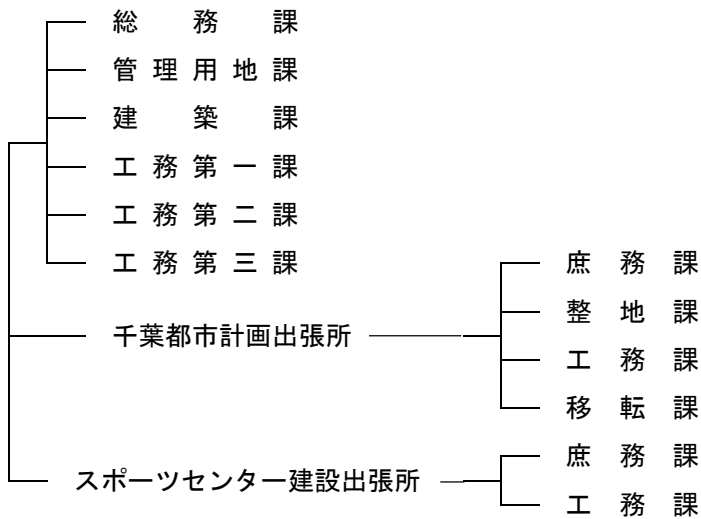 総務課
管理用地課
建築課
工務第一課
工務第二課
工務第三課
千葉都市計画出張所
庶務課
整地課
工務課
移転課
スポーツセンター建設出張所
庶務課
工務課